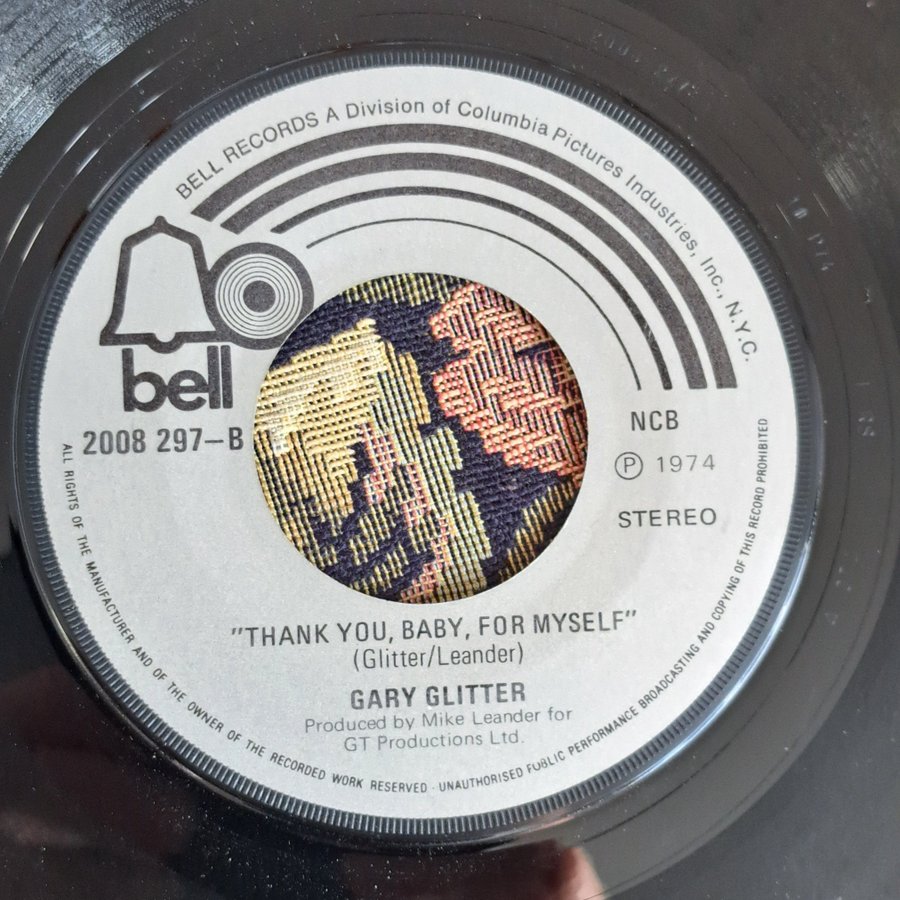 BELL RECORDS A Division of Columbia Pictures Industries, Inc., N.Y.C.
bell
2008 297-B
NCB
Ⓟ 1974
STEREO
"THANK YOU, BABY, FOR MYSELF"
(Glitter/Leander)
GARY GLITTER
Produced by Mike Leander for
GT Productions Ltd.
ALL RIGHTS OF THE MANUFACTURER AND OF THE OWNER OF THE RECORDED WORK RESERVED · UNAUTHORISED PUBLIC PERFORMANCE BROADCASTING AND COPYING OF THIS RECORD PROHIBITED